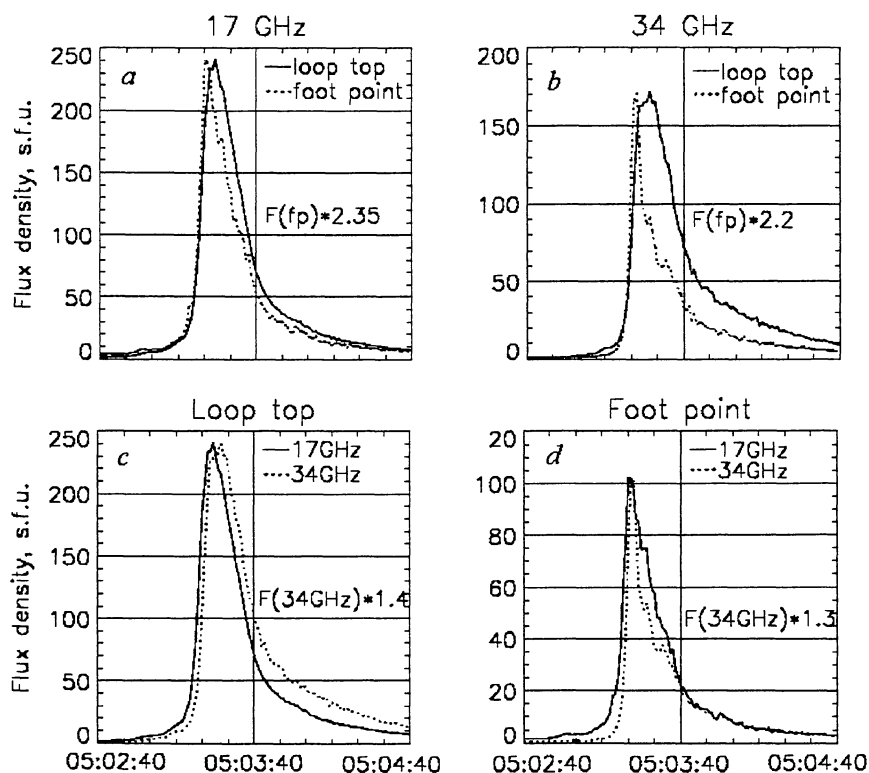 17 GHz
34 GHz
Flux density, s.f.u.
250
200
150
100
50
0
a
loop top
foot point
F(fp)*2.35
200
150
100
50
0
b
loop top
foot point
F(fp)*2.2
Loop top
Foot point
Flux density, s.f.u.
250
200
150
100
50
0
c
17GHz
34GHz
F(34GHz)*1.4
05:02:40
05:03:40
05:04:40
20
100
80
60
40
20
0
d
17GHz
34GHz
F(34GHz)*1.3
05:02:40
05:03:40
05:04:40